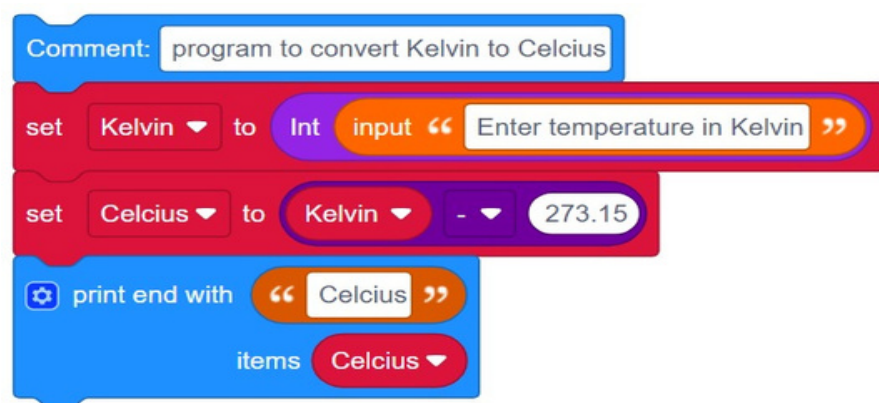 Comment: program to convert Kelvin to Celcius
set Kelvin to Int input “ Enter temperature in Kelvin ”
set Celcius to Kelvin - 273.15
print end with “ Celcius ”
items Celcius